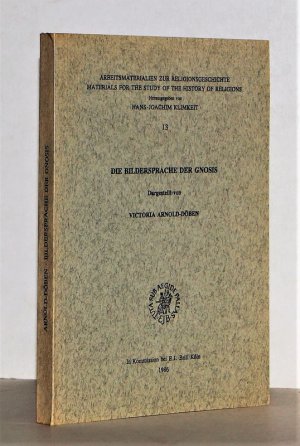 ARBEITSMATERIALIEN ZUR RELIGIONSGESCHICHTE
MATERIALS FOR THE STUDY OF THE HISTORY OF RELIGIONS
Herausgegeben von
HANS-JOACHIM KLIMKEIT
13
DIE BILDERSPRACHE DER GNOSIS
Dargestellt von
VICTORIA ARNOLD-DÖBEN
In Kommission bei E. J. Brill · Köln
1986
ARNOLD-DÖBEN · BILDERSPRACHE DER GNOSIS